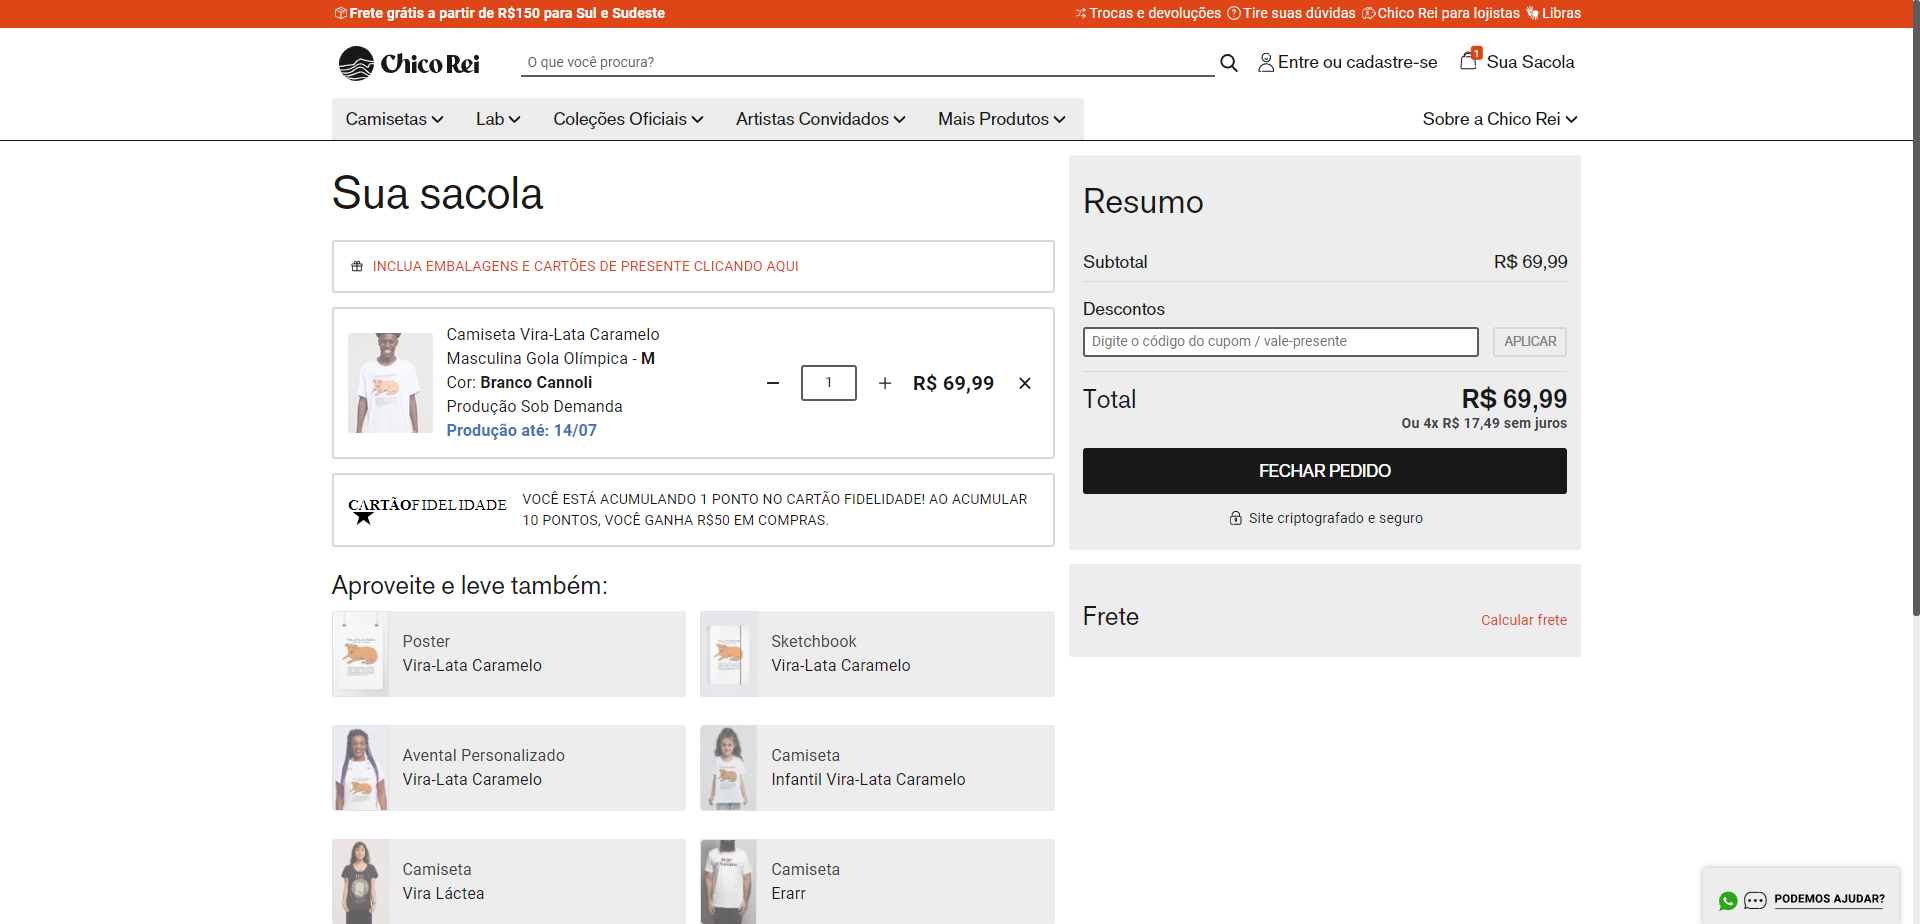 Frete grátis a partir de R$150 para Sul e Sudeste
Trocas e devoluções Tire suas dúvidas Chico Rei para lojistas Libras
Chico Rei
O que você procura?
Entre ou cadastre-se
1
Sua Sacola
Camisetas
Lab
Coleções Oficiais
Artistas Convidados
Mais Produtos
Sobre a Chico Rei
Sua sacola
INCLUA EMBALAGENS E CARTÕES DE PRESENTE CLICANDO AQUI
Camiseta Vira-Lata Caramelo
Masculina Gola Olímpica - M
Cor: Branco Cannoli
Produção Sob Demanda
Produção até: 14/07
1
R$ 69,99
CARTÃOFIDELIDADE
VOCÊ ESTÁ ACUMULANDO 1 PONTO NO CARTÃO FIDELIDADE! AO ACUMULAR
10 PONTOS, VOCÊ GANHA R$50 EM COMPRAS.
Aproveite e leve também:
Poster
Vira-Lata Caramelo
Sketchbook
Vira-Lata Caramelo
Avental Personalizado
Vira-Lata Caramelo
Camiseta
Infantil Vira-Lata Caramelo
Camiseta
Vira Láctea
Camiseta
Erarr
Resumo
Subtotal
R$ 69,99
Descontos
Digite o código do cupom / vale-presente
APLICAR
Total
R$ 69,99
Ou 4x R$ 17,49 sem juros
FECHAR PEDIDO
Site criptografado e seguro
Frete
Calcular frete
PODEMOS AJUDAR?